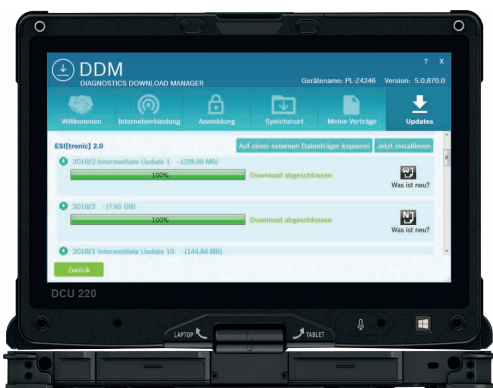 DDM
DIAGNOSTICS DOWNLOAD MANAGER
? X
Gerätename: PL-Z4246 Version: 5.0.870.0
Willkommen Internetverbindung Anmeldung Speicherort Meine Verträge Updates
ESI[tronic] 2.0
Auf einen externen Datenträger kopieren Jetzt installieren
2018/2 Intermediate Update 1 - (339,88 MB)
100% Download abgeschlossen
Was ist neu?
2018/2 - (7,65 GB)
100% Download abgeschlossen
Was ist neu?
2018/1 Intermediate Update 10 - (144,84 MB)
Zurück
DCU 220
LAPTOP TABLET